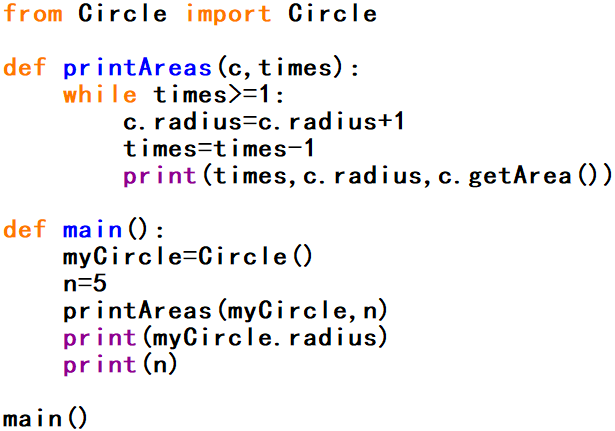 from Circle import Circle
def printAreas(c,times):
    while times>=1:
        c.radius=c.radius+1
        times=times-1
        print(times,c.radius,c.getArea())
def main():
    myCircle=Circle()
    n=5
    printAreas(myCircle,n)
    print(myCircle.radius)
    print(n)
main()